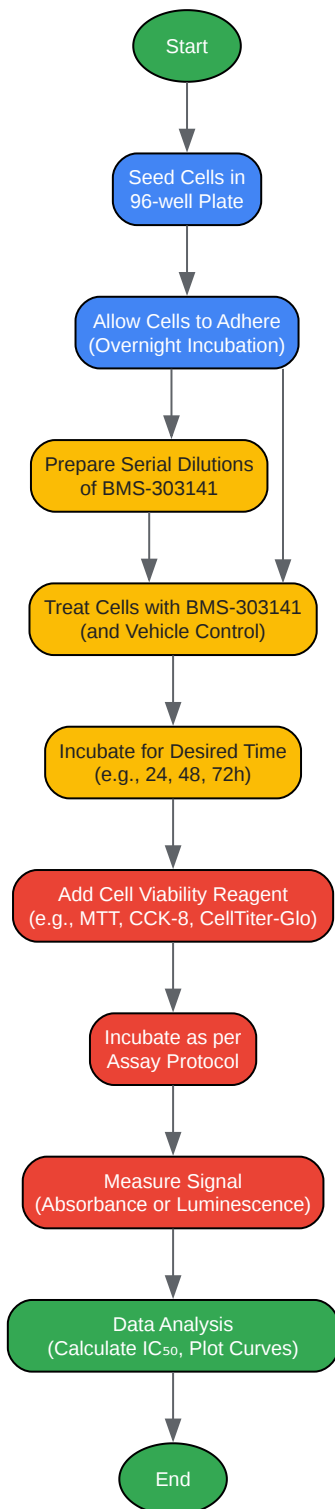 Start
Seed Cells in
96-well Plate
Allow Cells to Adhere
(Overnight Incubation)
Prepare Serial Dilutions
of BMS-303141
Treat Cells with BMS-303141
(and Vehicle Control)
Incubate for Desired Time
(e.g., 24, 48, 72h)
Add Cell Viability Reagent
(e.g., MTT, CCK-8, CellTiter-Glo)
Incubate as per
Assay Protocol
Measure Signal
(Absorbance or Luminescence)
Data Analysis
(Calculate IC₅₀, Plot Curves)
End